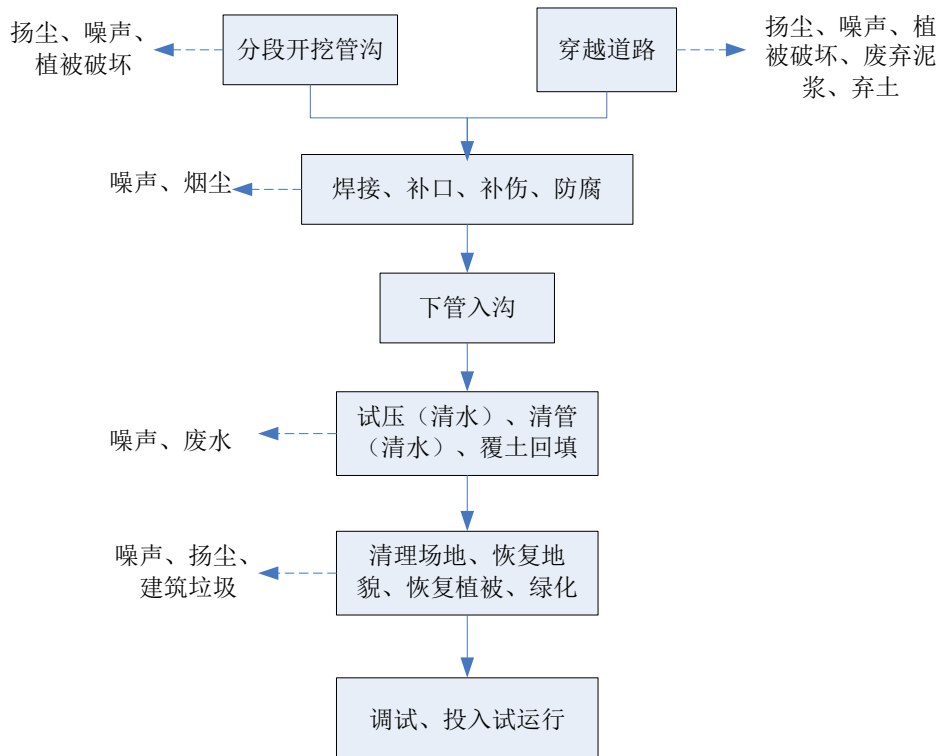 扬尘、噪声、
植被破坏
分段开挖管沟
穿越道路
扬尘、噪声、植
被破坏、废弃泥
浆、弃土
噪声、烟尘
焊接、补口、补伤、防腐
下管入沟
噪声、废水
试压（清水）、清管
（清水）、覆土回填
噪声、扬尘、
建筑垃圾
清理场地、恢复地
貌、恢复植被、绿化
调试、投入试运行